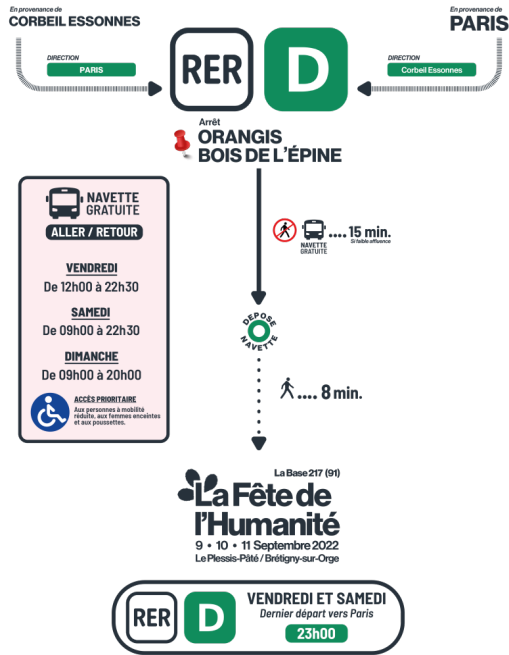 En provenance de
CORBEIL ESSONNES
En provenance de
PARIS
DIRECTION
PARIS
RER D
DIRECTION
Corbeil Essonnes
Arrêt
ORANGIS
BOIS DE L'ÉPINE
NAVETTE
GRATUITE
ALLER / RETOUR
VENDREDI
De 12h00 à 22h30
SAMEDI
De 09h00 à 22h30
DIMANCHE
De 09h00 à 20h00
ACCÈS PRIORITAIRE
Aux personnes à mobilité
réduite, aux femmes enceintes
et aux poussettes.
.... 15 min.
Si faible affluence
NAVETTE
GRATUITE
DEPOSE
NAVETTE
.... 8 min.
La Base 217 (91)
La Fête de
l'Humanité
9 • 10 • 11 Septembre 2022
Le Plessis-Pâté / Brétigny-sur-Orge
RER D
VENDREDI ET SAMEDI
Dernier départ vers Paris
23h00